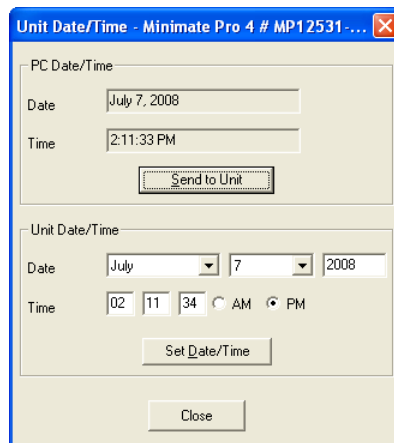 Unit Date/Time - Minimate Pro 4 # MP12531-...
PC Date/Time
Date July 7, 2008
Time 2:11:33 PM
Send to Unit
Unit Date/Time
Date July 7 2008
Time 02 11 34 AM PM
Set Date/Time
Close